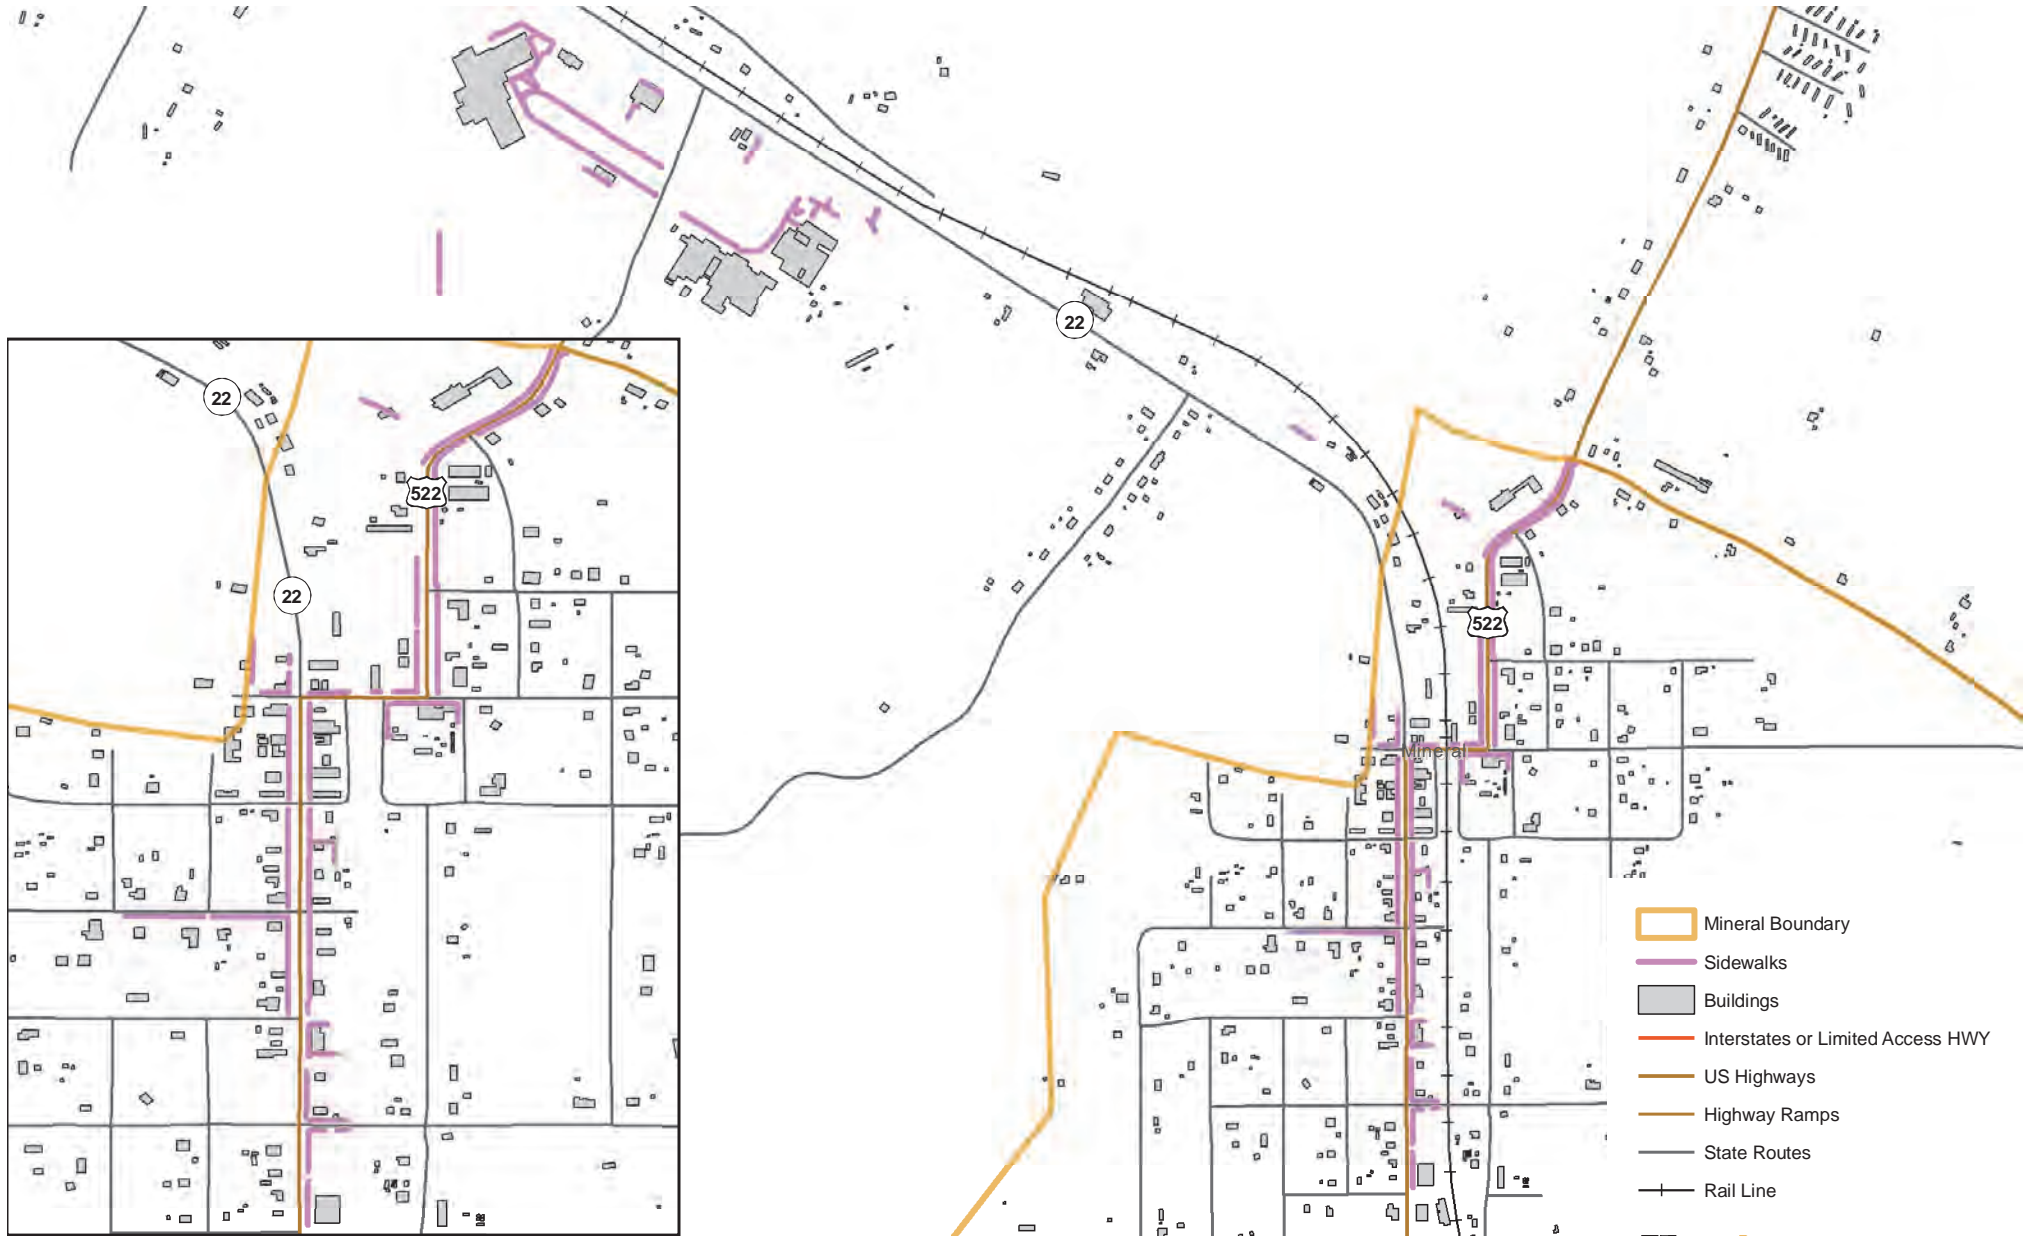 22
22
522
22
522
Mineral
Mineral Boundary
Sidewalks
Buildings
Interstates or Limited Access HWY
US Highways
Highway Ramps
State Routes
Rail Line